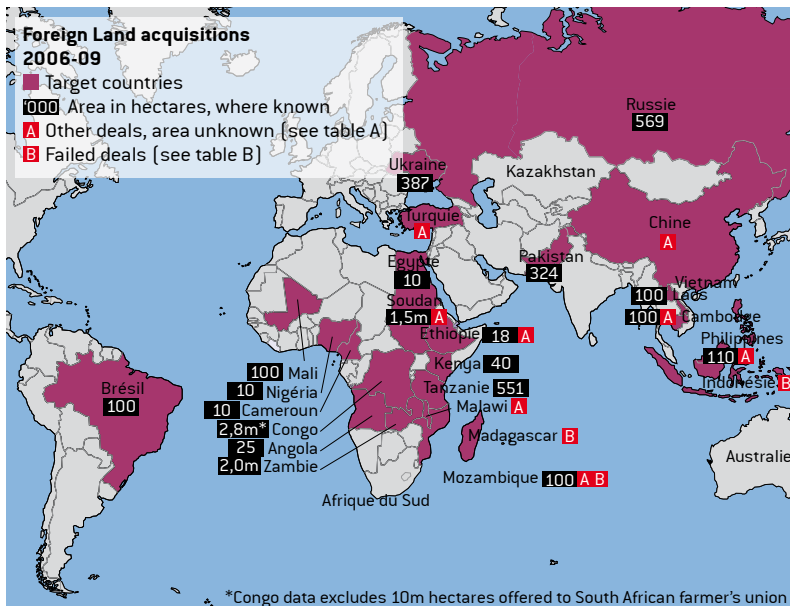 Foreign Land acquisitions
2006-09
Target countries
'000 Area in hectares, where known
A Other deals, area unknown (see table A)
B Failed deals (see table B)
Russie
569
Ukraine
387
Kazakhstan
Turquie
A
Chine
A
Egypte
10
Pakistan
324
Soudan
1,5m A
Vietnam
100 Laos
100 A Cambodge
Ethiopie 18 A
Philippines
110 A
Kenya 40
Indonésie B
Tanzanie 551
Malawi A
Brésil
100
100 Mali
10 Nigéria
10 Cameroun
2,8m* Congo
25 Angola
2,0m Zambie
Madagascar B
Mozambique 100 A B
Australie
Afrique du Sud
*Congo data excludes 10m hectares offered to South African farmer's union